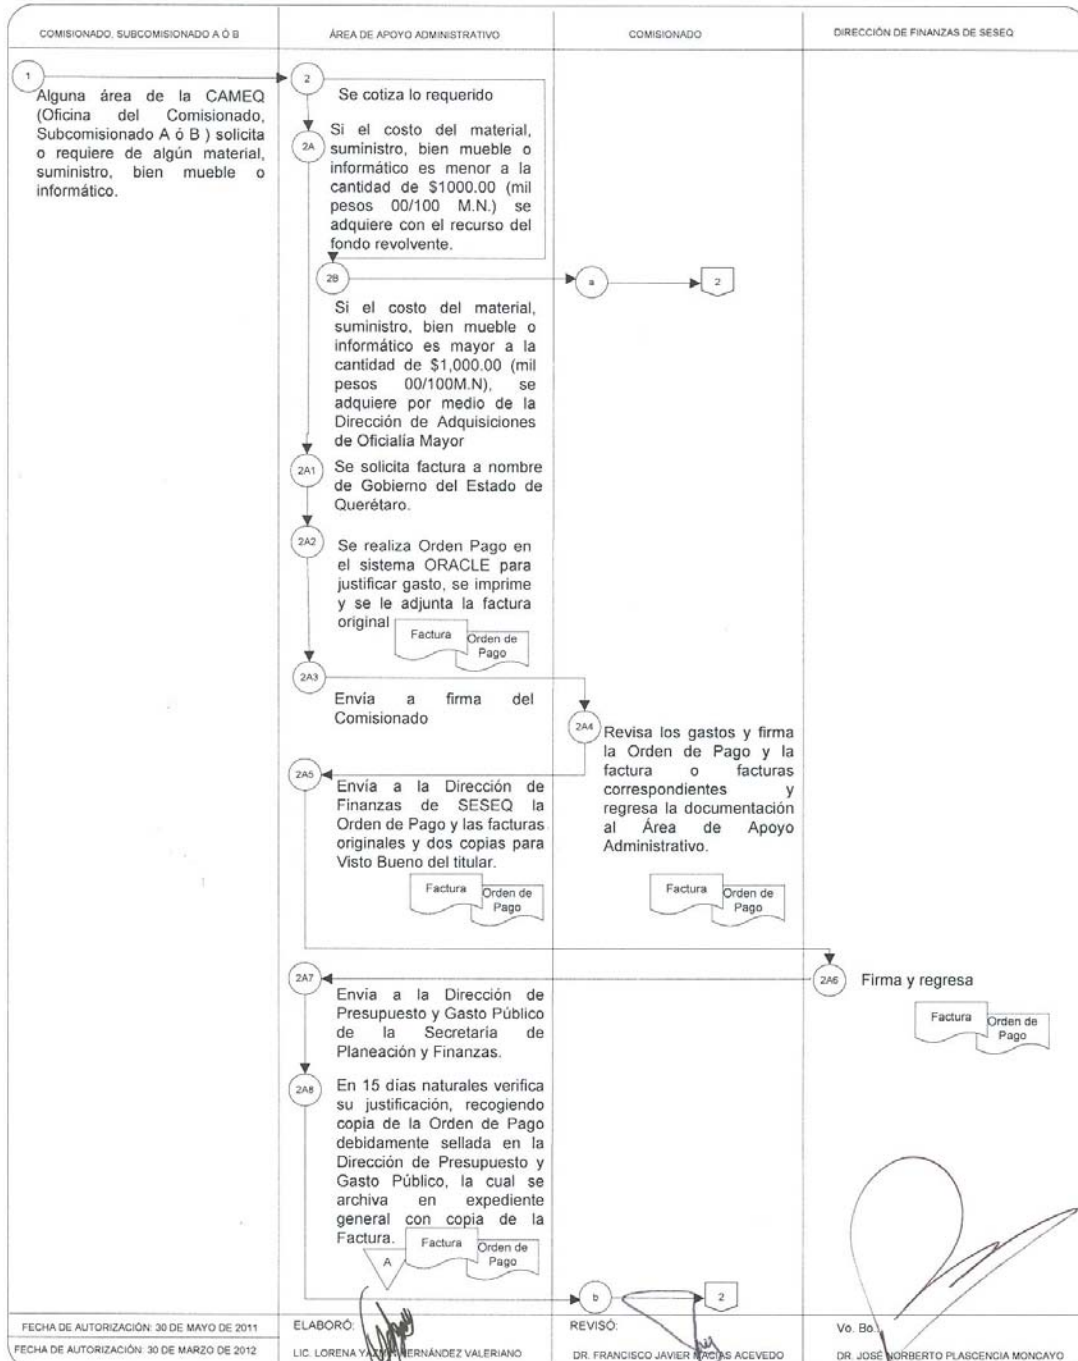 COMISIONADO, SUBCOMISIONADO A Ó B
ÁREA DE APOYO ADMINISTRATIVO
COMISIONADO
DIRECCIÓN DE FINANZAS DE SESEQ
1
Alguna área de la CAMEQ
(Oficina del Comisionado,
Subcomisionado A ó B ) solicita
o requiere de algún material,
suministro, bien mueble o
informático.
2
Se cotiza lo requerido
2A
Si el costo del material,
suministro, bien mueble o
informático es menor a la
cantidad de $1000.00 (mil
pesos 00/100 M.N.) se
adquiere con el recurso del
fondo revolvente.
2B
a
2
Si el costo del material,
suministro, bien mueble o
informático es mayor a la
cantidad de $1,000.00 (mil
pesos 00/100M.N), se
adquiere por medio de la
Dirección de Adquisiciones
de Oficialía Mayor
2A1
Se solicita factura a nombre
de Gobierno del Estado de
Querétaro.
2A2
Se realiza Orden Pago en
el sistema ORACLE para
justificar gasto, se imprime
y se le adjunta la factura
original
Factura
Orden de
Pago
2A3
Envía a firma del
Comisionado
2A4
Revisa los gastos y firma
la Orden de Pago y la
factura o facturas
correspondientes y
regresa la documentación
al Área de Apoyo
Administrativo.
Factura
Orden de
Pago
2A5
Envía a la Dirección de
Finanzas de SESEQ la
Orden de Pago y las facturas
originales y dos copias para
Visto Bueno del titular.
Factura
Orden de
Pago
2A6
Firma y regresa
Factura
Orden de
Pago
2A7
Envía a la Dirección de
Presupuesto y Gasto Público
de la Secretaría de
Planeación y Finanzas.
2A8
En 15 días naturales verifica
su justificación, recogiendo
copia de la Orden de Pago
debidamente sellada en la
Dirección de Presupuesto y
Gasto Público, la cual se
archiva en expediente
general con copia de la
Factura.
A
Factura
Orden de
Pago
b
2
FECHA DE AUTORIZACIÓN: 30 DE MAYO DE 2011
FECHA DE AUTORIZACIÓN: 30 DE MARZO DE 2012
ELABORÓ:
LIC. LORENA HERNÁNDEZ VALERIANO
REVISÓ:
DR. FRANCISCO JAVIER MACÍAS ACEVEDO
Vo. Bo.
DR. JOSÉ NORBERTO PLASCENCIA MONCAYO